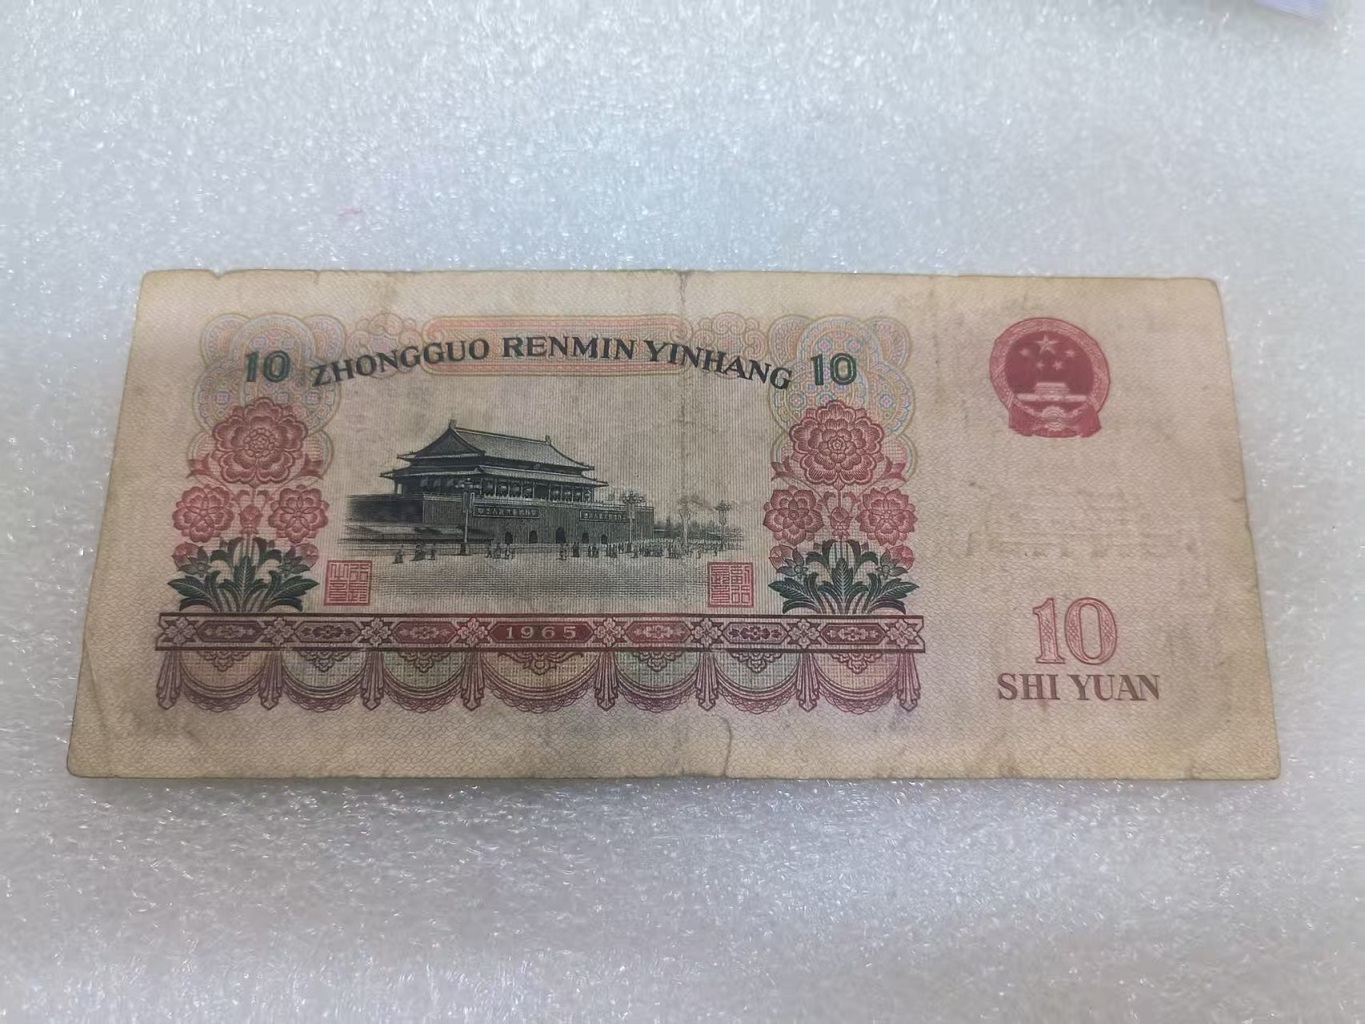 10 ZHONGGUO RENMIN YINHANG 10
1965
10
SHI YUAN